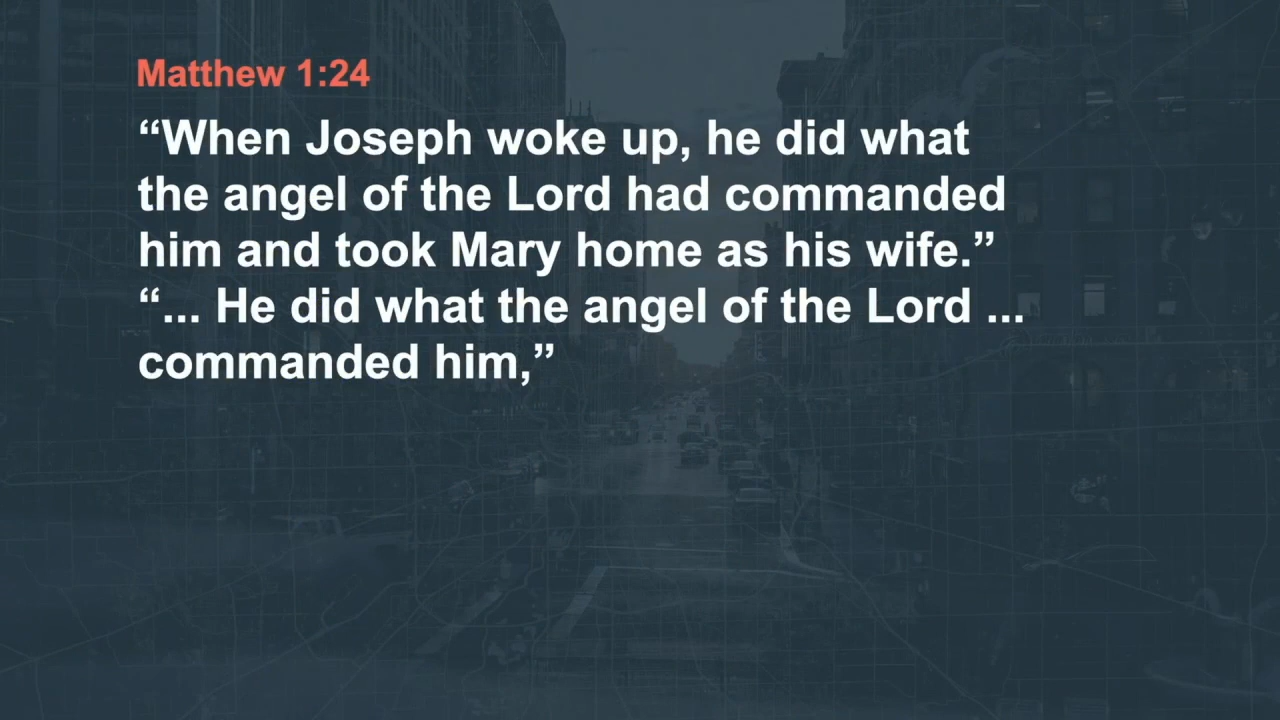 Matthew 1:24
“When Joseph woke up, he did what
the angel of the Lord had commanded
him and took Mary home as his wife.”
“... He did what the angel of the Lord ...
commanded him,”